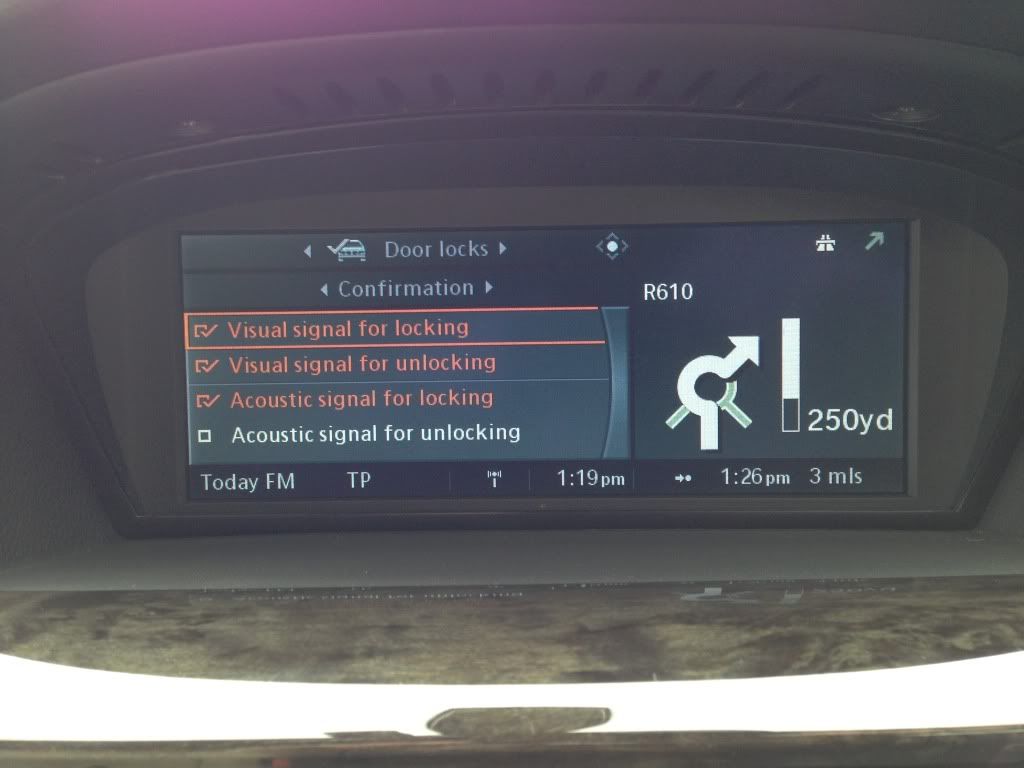 Door locks
Confirmation
Visual signal for locking
Visual signal for unlocking
Acoustic signal for locking
Acoustic signal for unlocking
Today FM TP 1:19pm
R610
250yd
1:26pm 3 mls